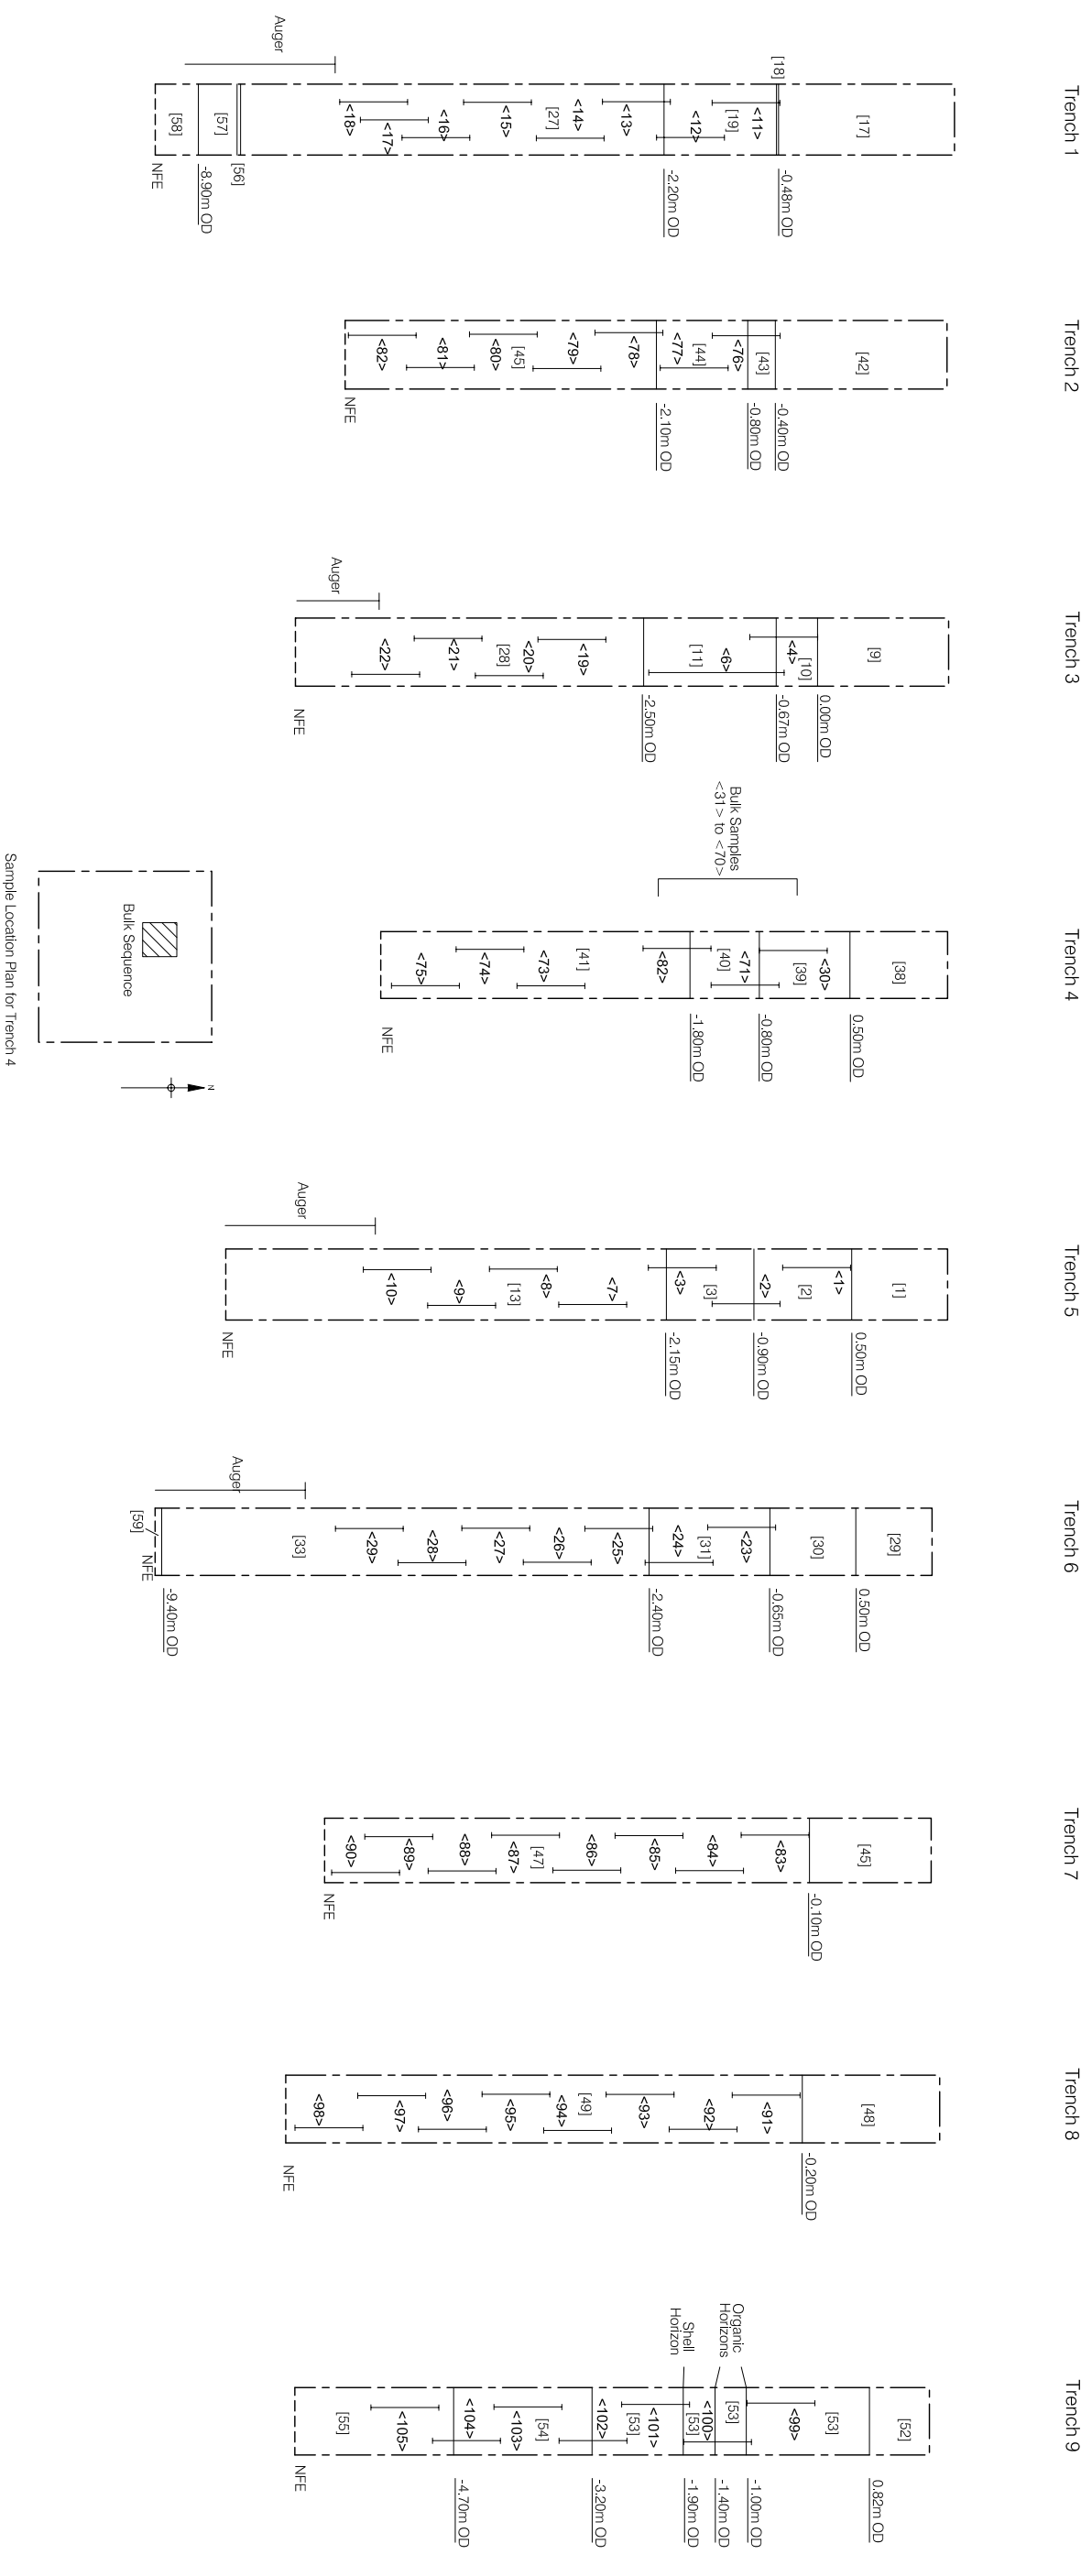 Trench 1
[17]
[18]
<11>
[19]
<12>
<13>
<14>
[27]
<15>
<16>
<17>
<18>
Auger
[56]
[57]
[58]
NFE
-0.48m OD
-2.20m OD
-8.90m OD
Trench 2
[42]
[43]
<76>
[44]
<77>
<78>
<79>
[45]
<80>
<81>
<82>
NFE
-0.40m OD
-0.80m OD
-2.10m OD
Trench 3
[9]
[10]
<4>
<6>
[11]
<19>
<20>
[28]
<21>
<22>
Auger
NFE
0.00m OD
-0.67m OD
-2.50m OD
Trench 4
Bulk Samples
<31> to <70>
[38]
<30>
[39]
<71>
[40]
<82>
[41]
<73>
<74>
<75>
NFE
0.50m OD
-0.80m OD
-1.80m OD
Bulk Sequence
N
Sample Location Plan for Trench 4
Trench 5
[1]
<1>
[2]
<2>
[3]
<3>
<7>
<8>
[13]
<9>
<10>
Auger
NFE
0.50m OD
-0.90m OD
-2.15m OD
Trench 6
[29]
[30]
<23>
[31]
<24>
<25>
<26>
<27>
<28>
<29>
[33]
Auger
[59]
NFE
0.50m OD
-0.65m OD
-2.40m OD
-9.40m OD
Trench 7
[45]
<83>
<84>
<85>
<86>
[47]
<87>
<88>
<89>
<90>
NFE
-0.10m OD
Trench 8
[48]
<91>
<92>
<93>
[49]
<94>
<95>
<96>
<97>
<98>
NFE
-0.20m OD
Trench 9
Organic
Horizons
Shell
Horizon
[52]
[53]
<99>
[53]
<100>
[53]
<101>
[53]
<102>
[54]
<103>
<104>
<105>
[55]
NFE
0.82m OD
-1.00m OD
-1.40m OD
-1.90m OD
-3.20m OD
-4.70m OD